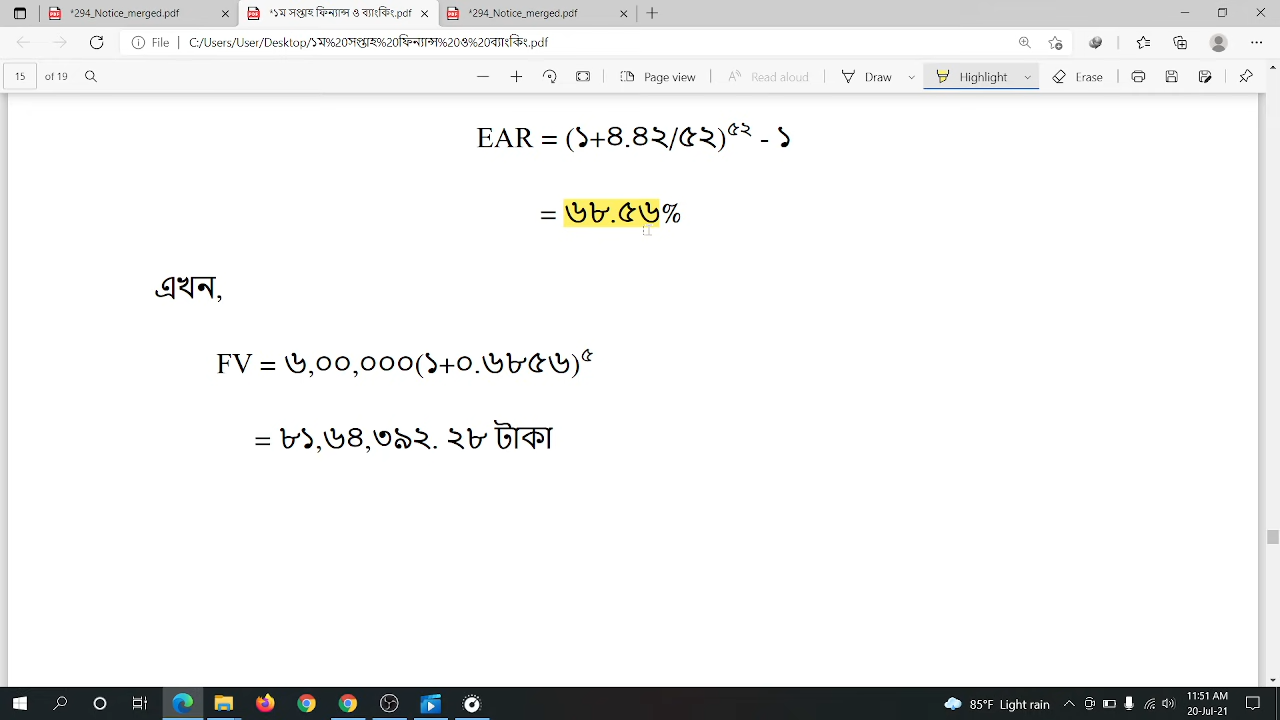 *294_Notice_merged.pdf
*১ম সপ্তাহ ফিন্যান্স ও ব্যাংকিং.pdf
*294_Notice_merged.pdf
File | C:/Users/User/Desktop/১ম%20সপ্তাহ%20ফিন্যান্স%20ও%20ব্যাংকিং.pdf
15 of 19 Page view Read aloud Draw Highlight Erase
EAR = (১+৪.৪২/৫২)^৫২ - ১
= ৬৮.৫৬%
এখন,
FV = ৬,০০,০০০(১+০.৬৮৫৬)^৫
= ৮১,৬৪,৩৯২. ২৮ টাকা
85°F Light rain
11:51 AM
20-Jul-21